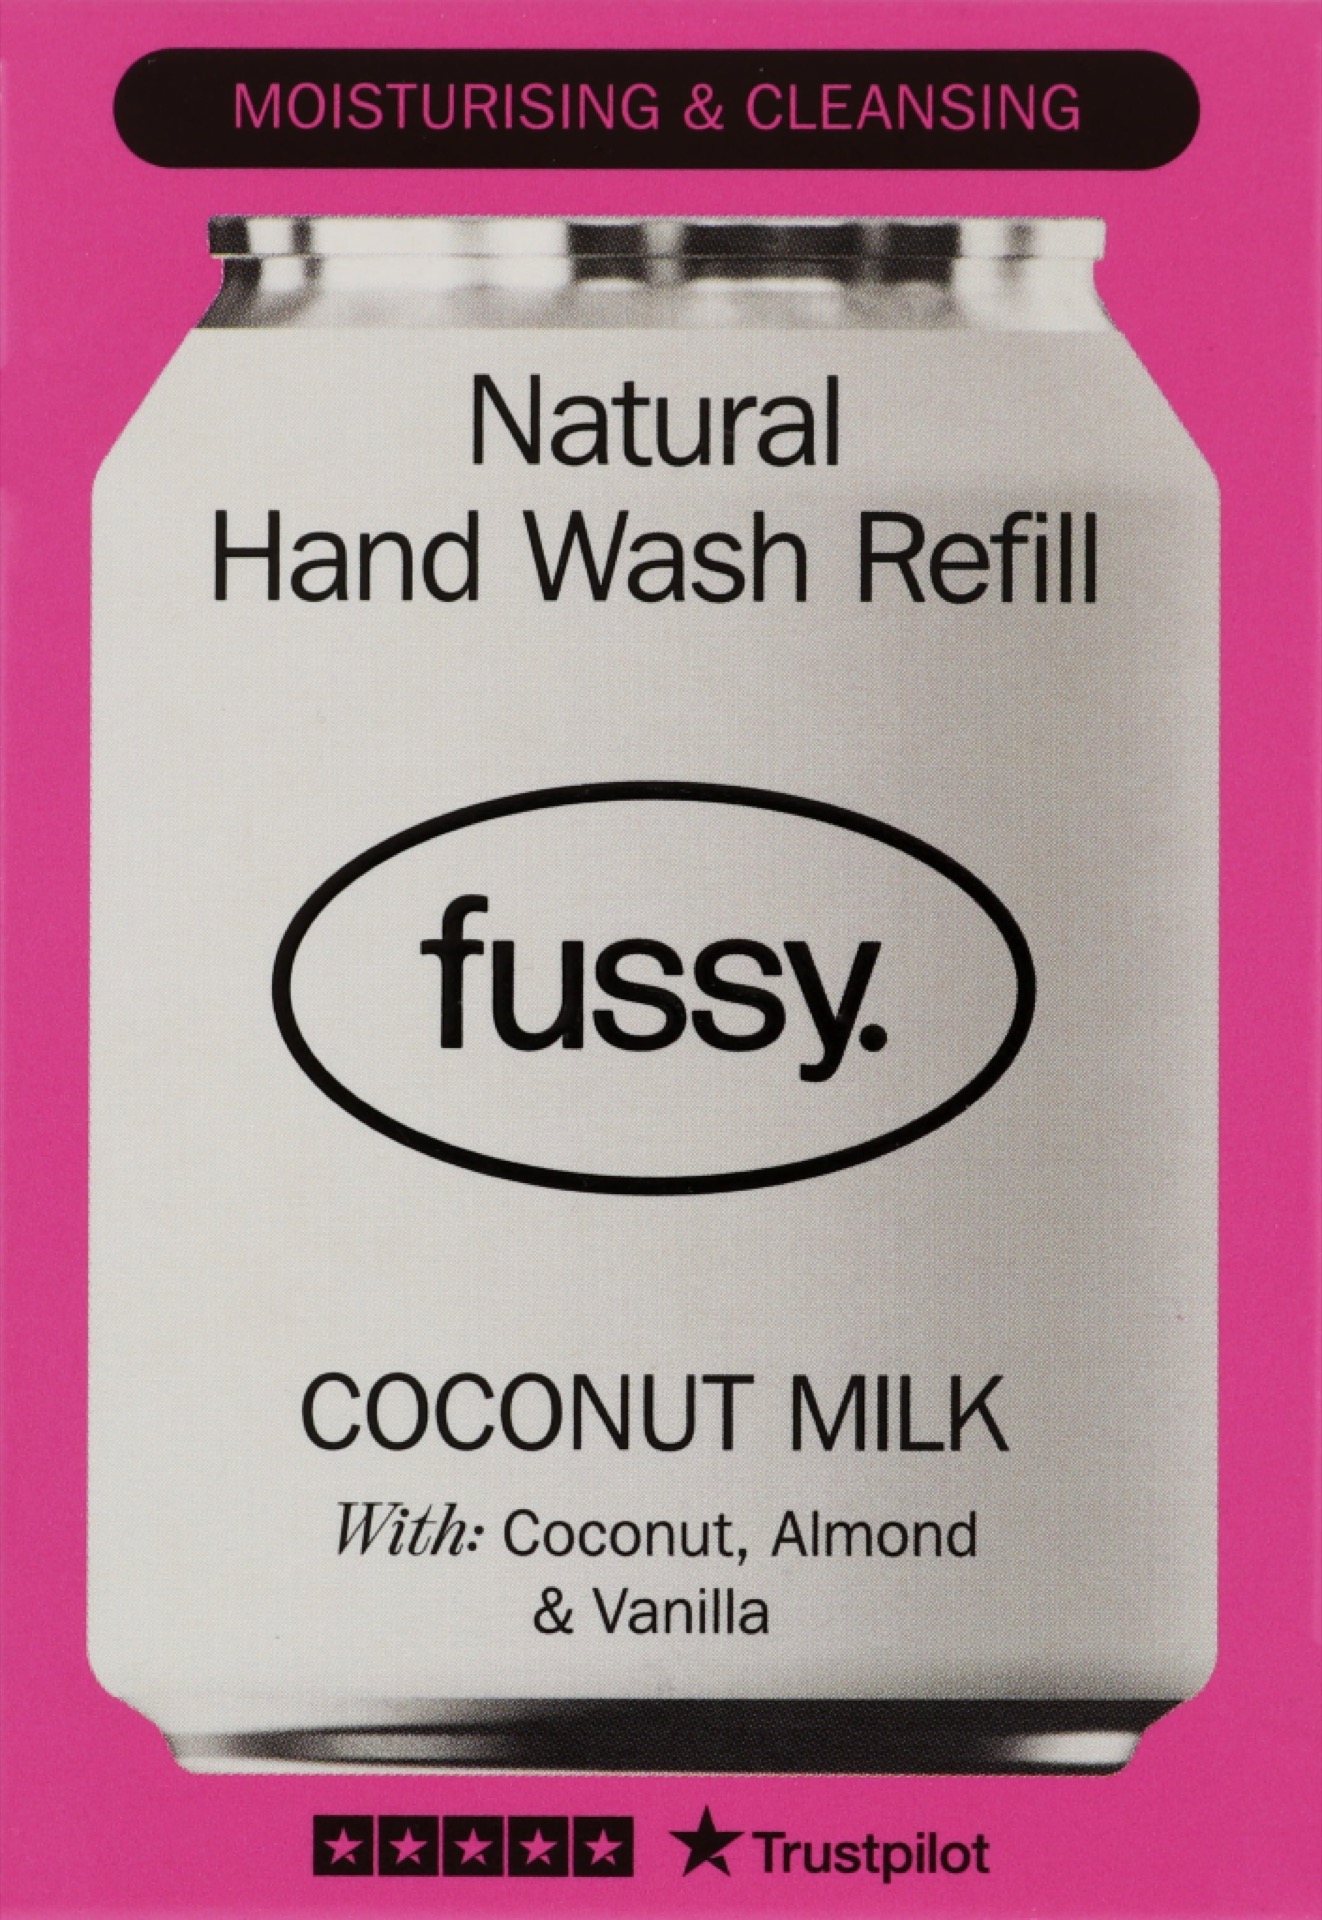 MOISTURISING & CLEANSING
Natural
Hand Wash Refill
fussy.
COCONUT MILK
With: Coconut, Almond
& Vanilla
Trustpilot